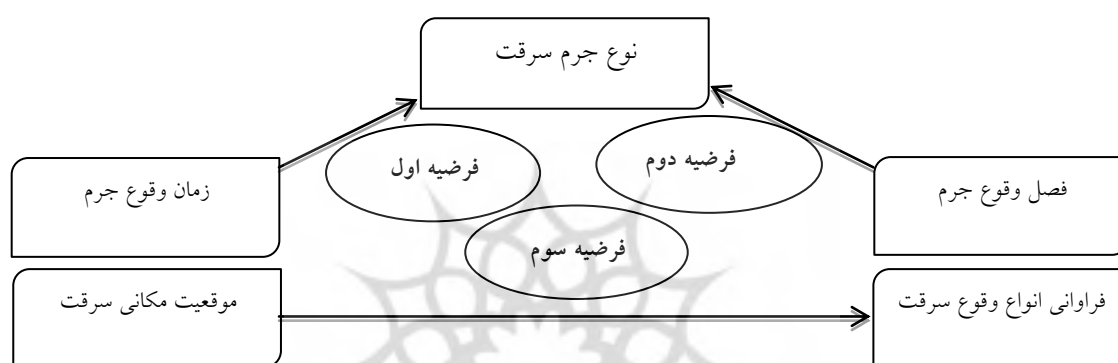 نوع جرم سرقت
فرضیه دوم
فرضیه اول
فصل وقوع جرم
زمان وقوع جرم
فرضیه سوم
فراوانی انواع وقوع سرقت
موقعیت مکانی سرقت